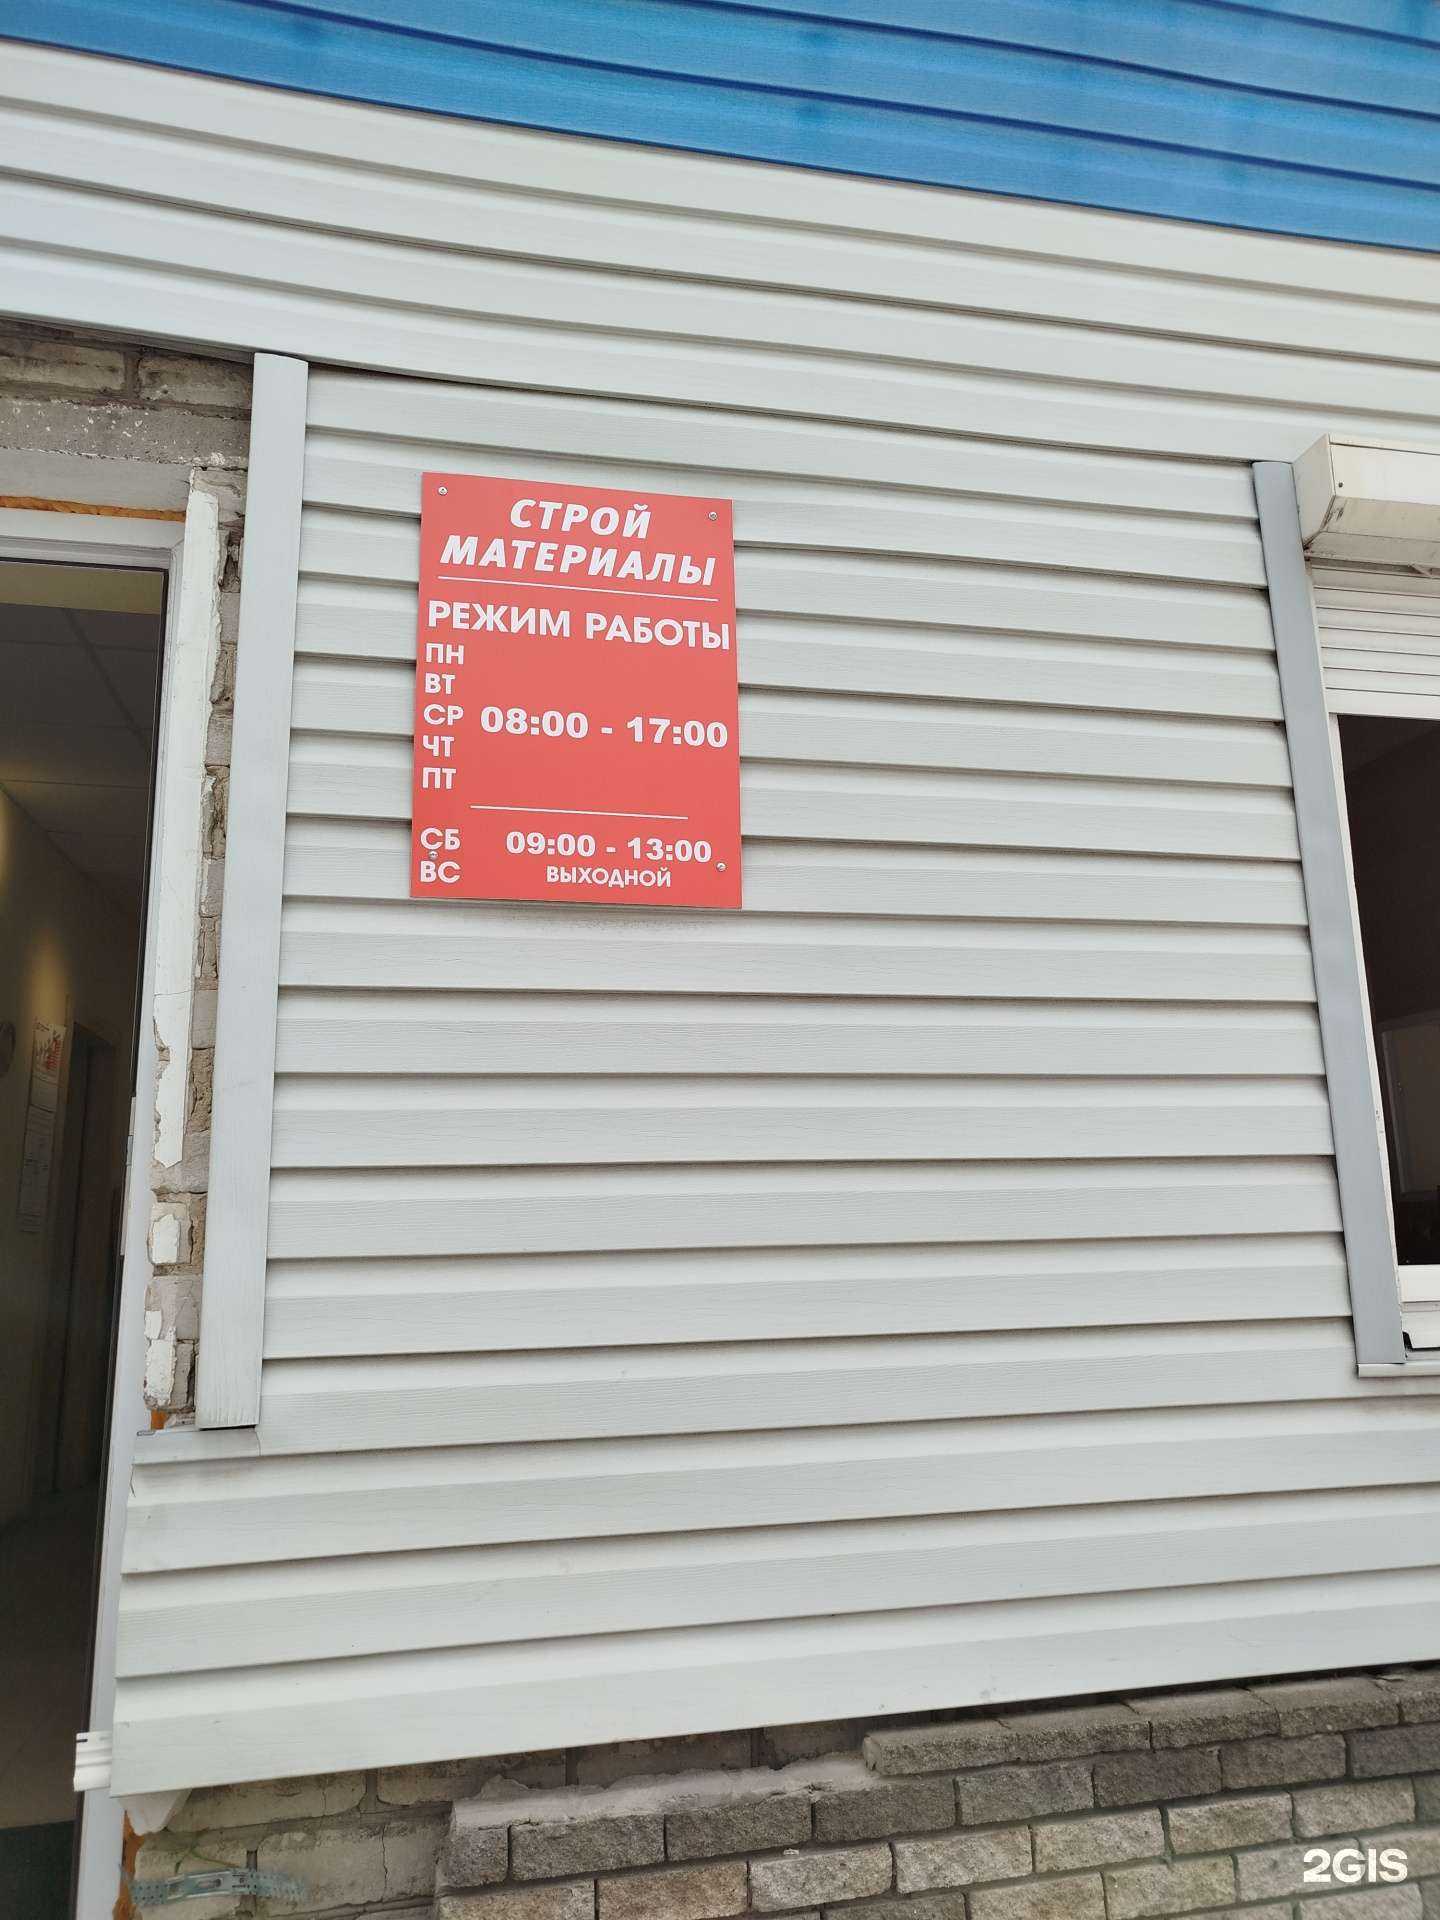 СТРОЙ
МАТЕРИАЛЫ
РЕЖИМ РАБОТЫ
ПН
ВТ
СР 08:00 - 17:00
ЧТ
ПТ
СБ 09:00 - 13:00
ВС ВЫХОДНОЙ
2GIS